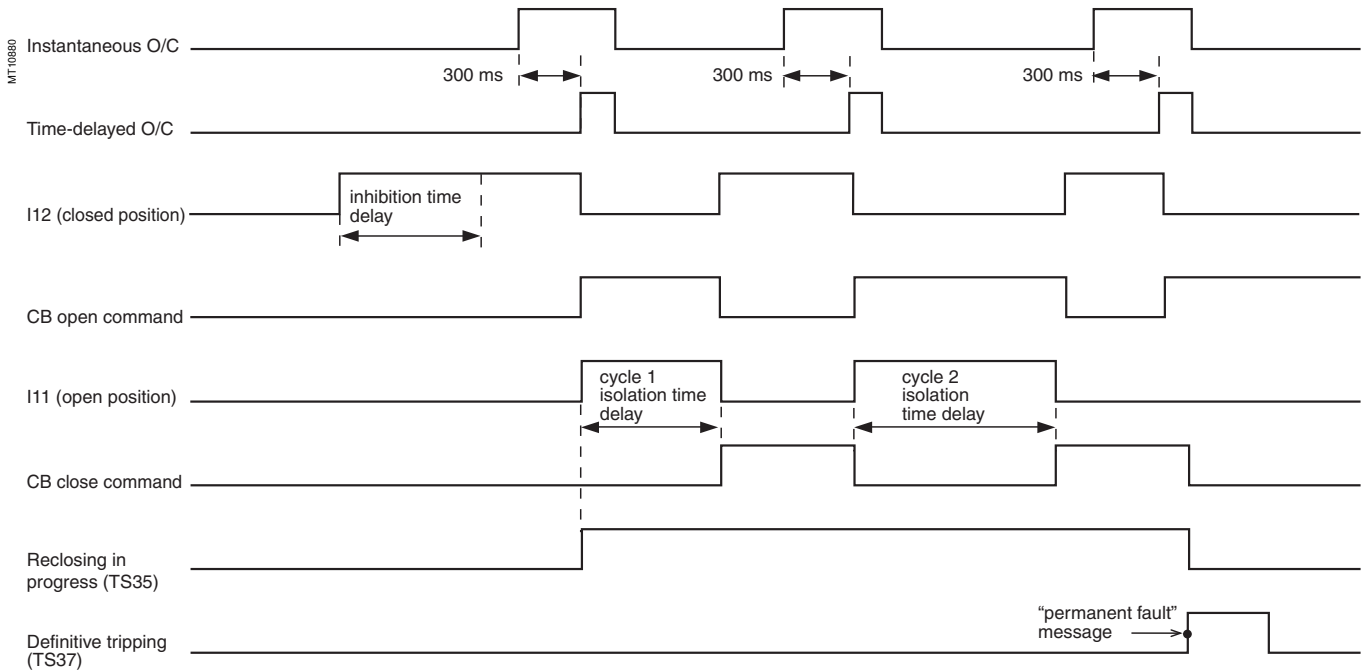 MT10880
Instantaneous O/C
300 ms
300 ms
300 ms
Time-delayed O/C
I12 (closed position)
inhibition time
delay
CB open command
I11 (open position)
cycle 1
isolation time
delay
cycle 2
isolation
time delay
CB close command
Reclosing in
progress (TS35)
"permanent fault"
message
Definitive tripping
(TS37)